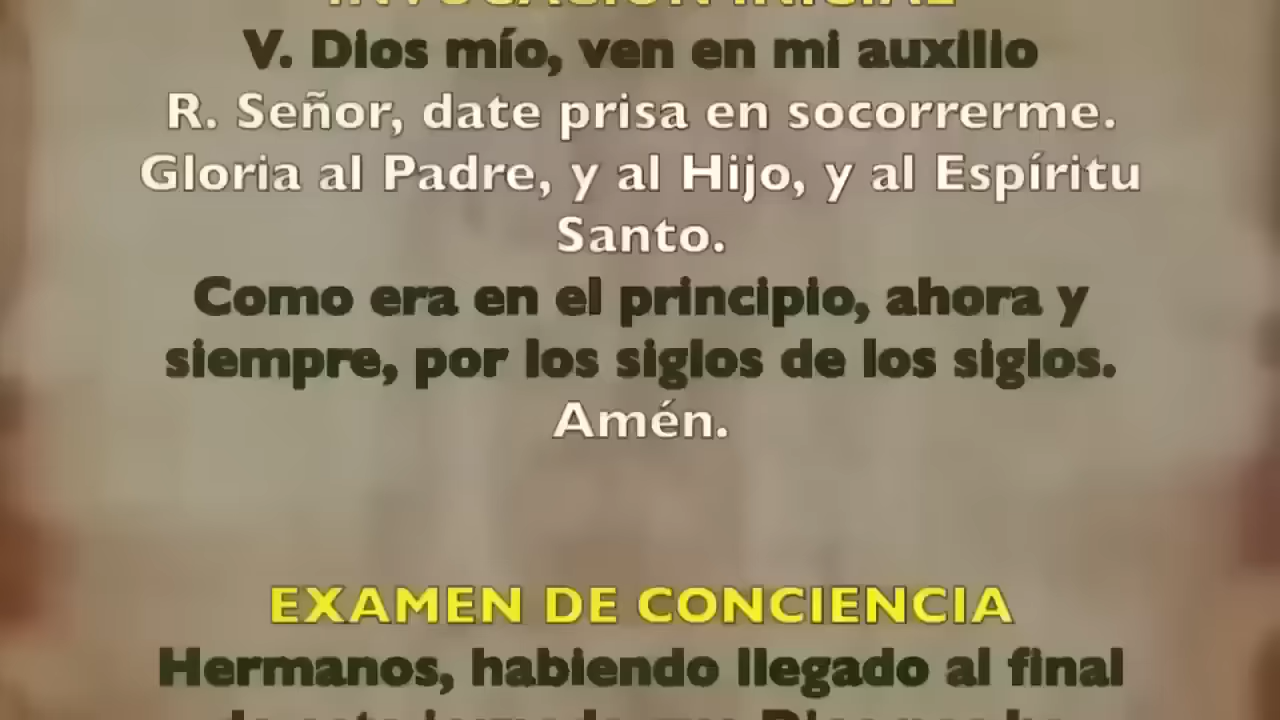 INVOCACIÓN INICIAL
V. Dios mío, ven en mi auxilio
R. Señor, date prisa en socorrerme.
Gloria al Padre, y al Hijo, y al Espíritu
Santo.
Como era en el principio, ahora y
siempre, por los siglos de los siglos.
Amén.
EXAMEN DE CONCIENCIA
Hermanos, habiendo llegado al final